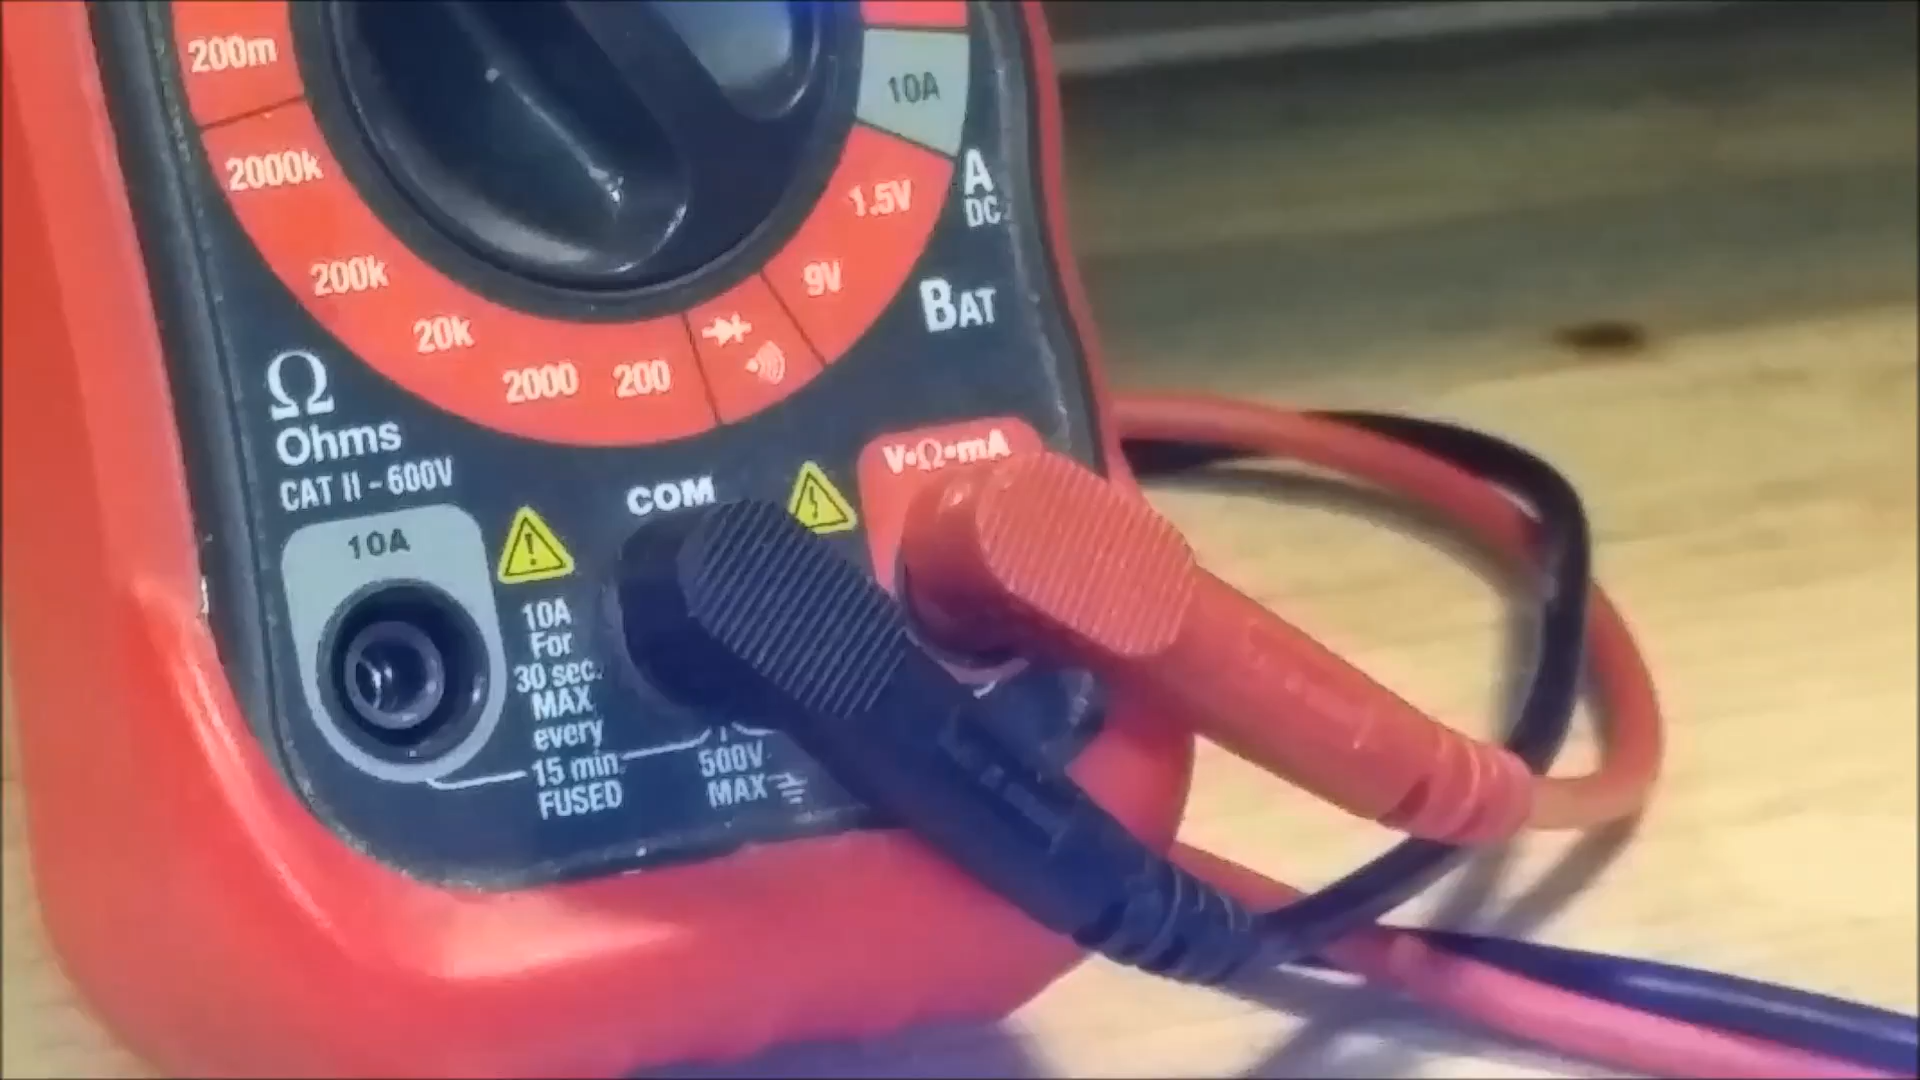 200m
10A
2000k
A
DC
1.5V
200k
9V
20k
BAT
2000
200
Ω
Ohms
CAT II - 600V
COM
V•Ω•mA
10A
10A
For
30 sec.
MAX
every
15 min.
FUSED
500V
MAX